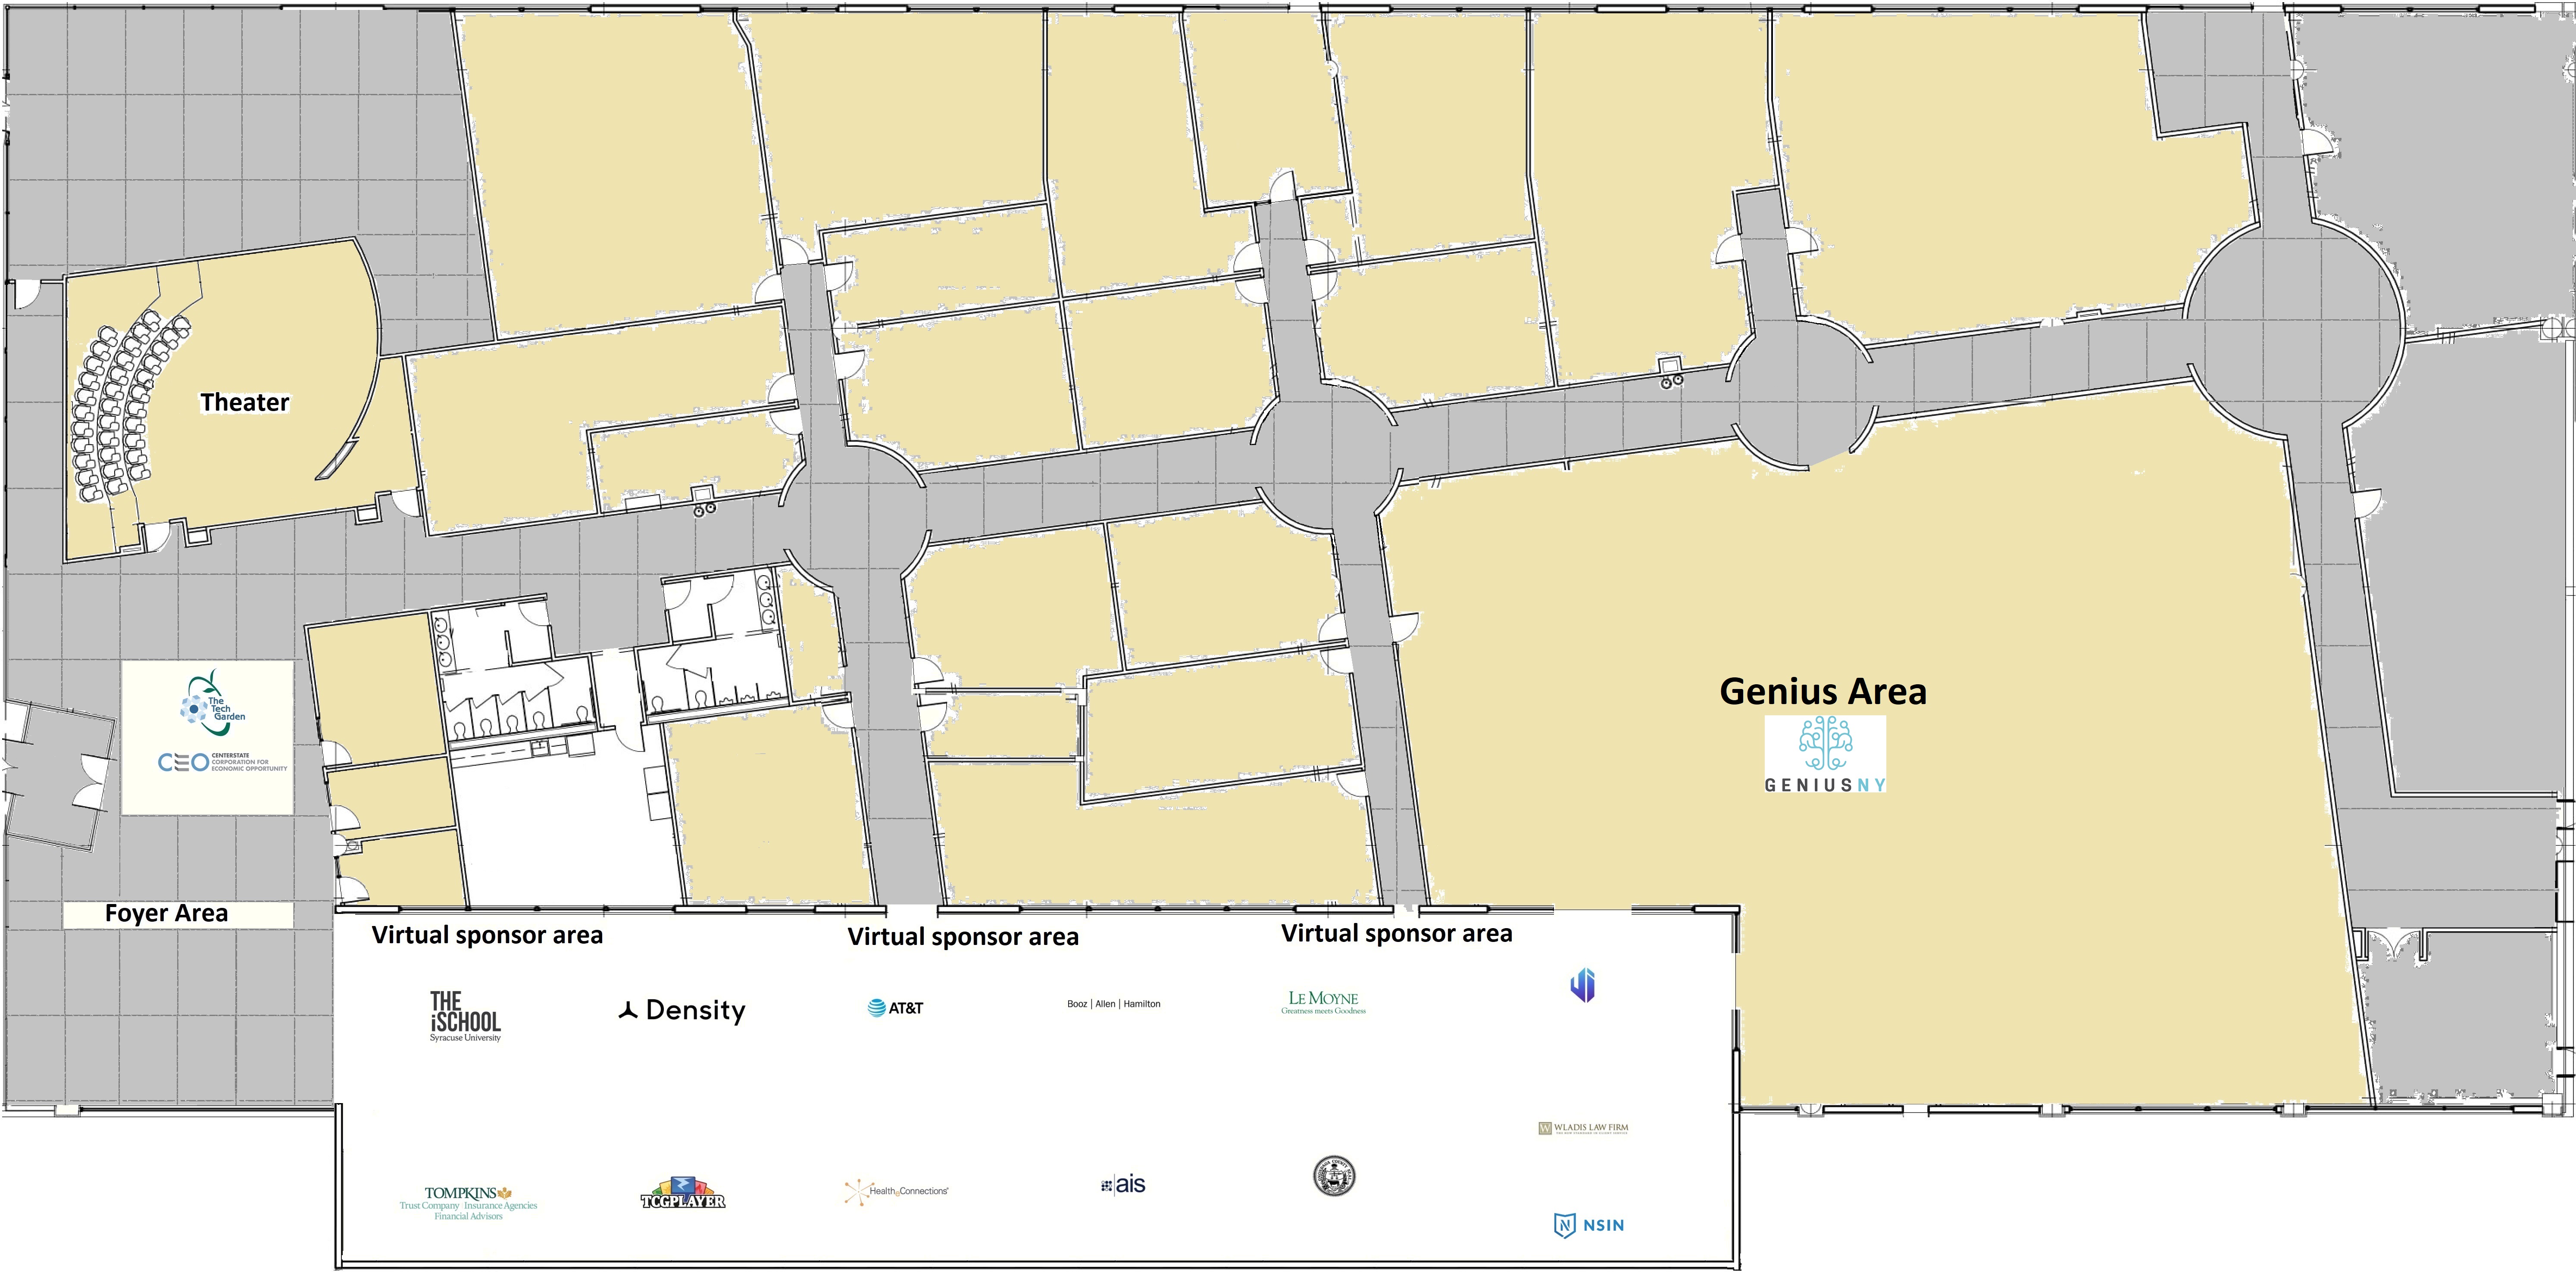 Theater
The
Tech
Garden
CEO
CENTERSTATE
CORPORATION FOR
ECONOMIC OPPORTUNITY
Foyer Area
Genius Area
GENIUSNY
Virtual sponsor area
Virtual sponsor area
Virtual sponsor area
THE
iSCHOOL
Syracuse University
Density
AT&T
Booz | Allen | Hamilton
LE MOYNE
Greatness meets Goodness
W WLADIS LAW FIRM
TOMPKINS
Trust Company Insurance Agencies
Financial Advisors
TCGPLAYER
HealtheConnections
ais
N NSIN